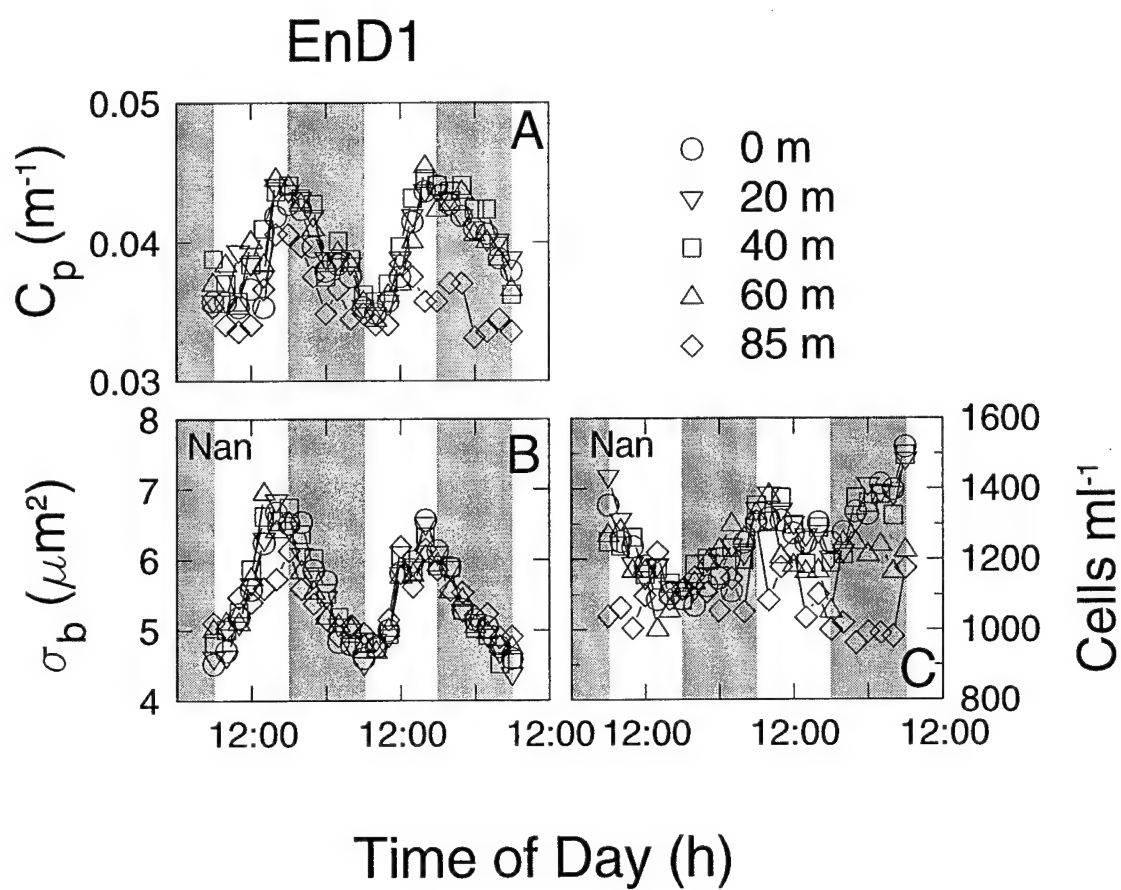 EnD1
0.05
A
0.04
0.03
Cp (m-1)
0 m
20 m
40 m
60 m
85 m
8
Nan
B
7
6
5
4
σb (μm2)
Nan
1600
1400
1200
1000
800
C
Cells ml-1
12:00 12:00 12:00 12:00 12:00 12:00
Time of Day (h)